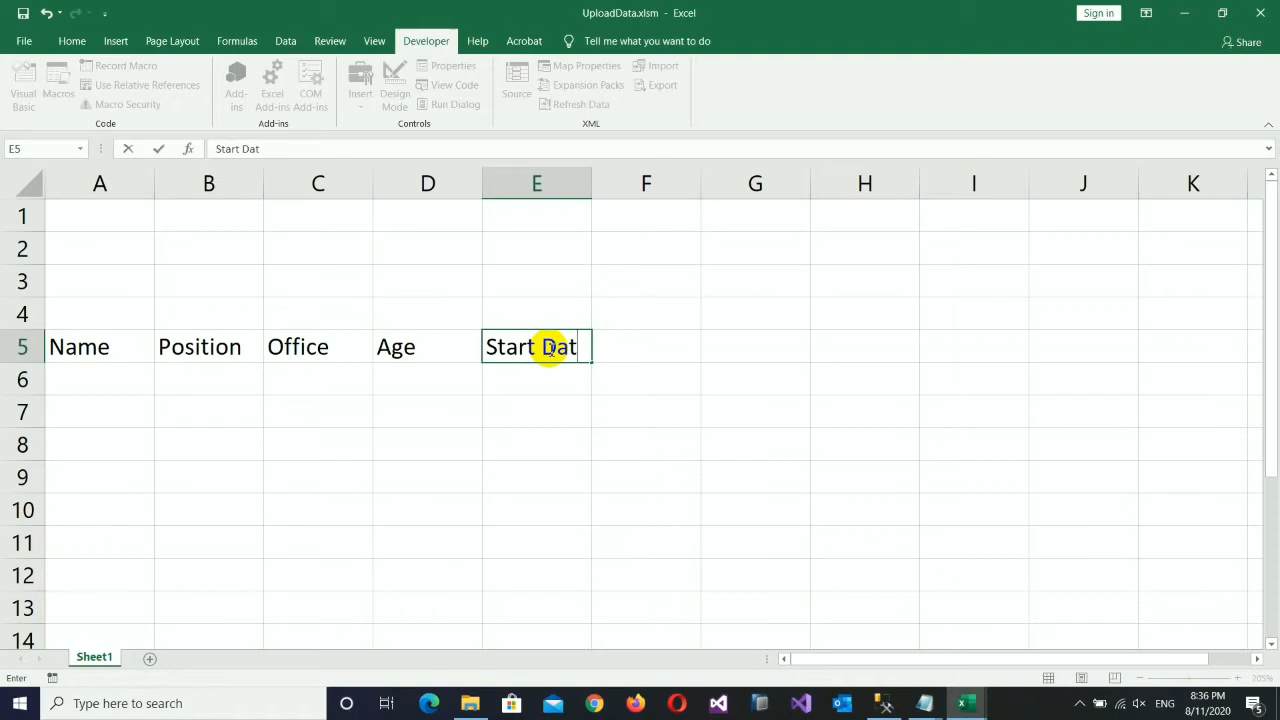 UploadData.xlsm - Excel
Sign in
File Home Insert Page Layout Formulas Data Review View Developer Help Acrobat Tell me what you want to do Share
Visual Basic
Macros
Record Macro
Use Relative References
Macro Security
Code
Add-ins
Excel Add-ins
COM Add-ins
Add-ins
Insert
Design Mode
Properties
View Code
Run Dialog
Controls
Source
Map Properties
Expansion Packs
Refresh Data
Import
Export
XML
E5 fx Start Dat
A B C D E F G H I J K
1
2
3
4
5 Name Position Office Age Start Dat
6
7
8
9
10
11
12
13
14
Sheet1
Enter 205%
Type here to search
ENG
8:36 PM
8/11/2020
5